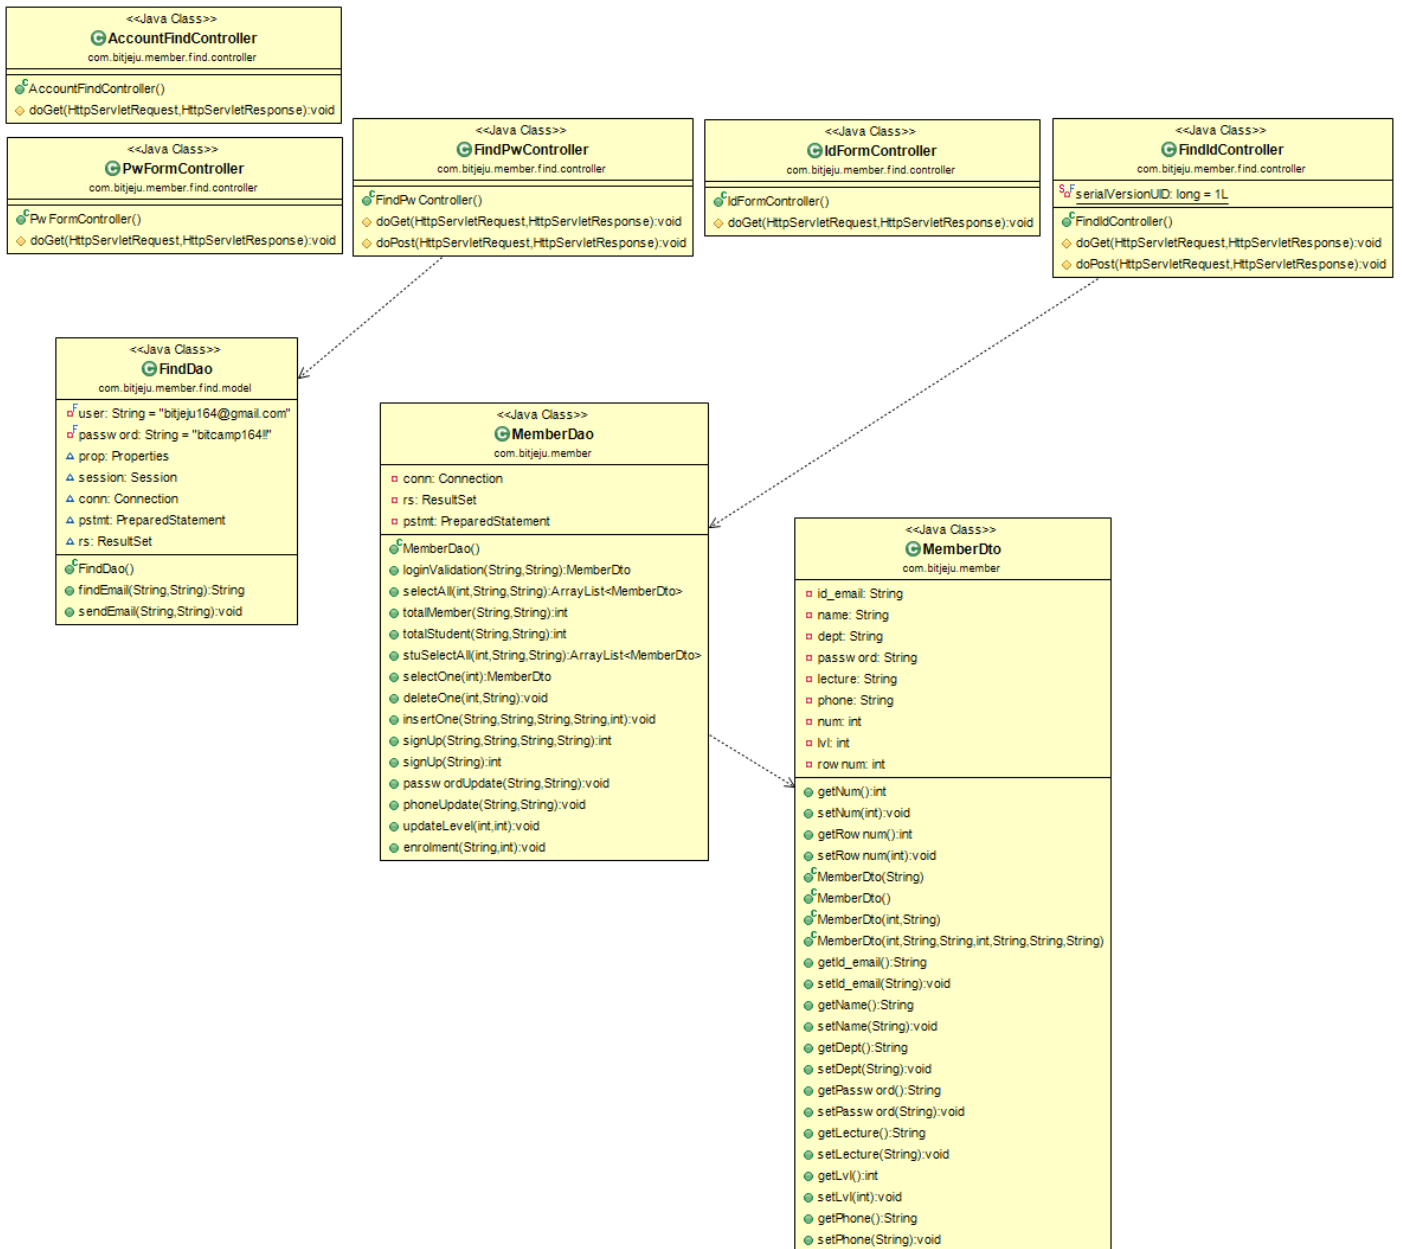 <<Java Class>>
AccountFindController
com.bitjeju.member.find.controller
AccountFindController()
doGet(HttpServletRequest,HttpServletResponse):void
<<Java Class>>
PwFormController
com.bitjeju.member.find.controller
PwFormController()
doGet(HttpServletRequest,HttpServletResponse):void
<<Java Class>>
FindPwController
com.bitjeju.member.find.controller
FindPwController()
doGet(HttpServletRequest,HttpServletResponse):void
doPost(HttpServletRequest,HttpServletResponse):void
<<Java Class>>
IdFormController
com.bitjeju.member.find.controller
IdFormController()
doGet(HttpServletRequest,HttpServletResponse):void
<<Java Class>>
FindIdController
com.bitjeju.member.find.controller
serialVersionUID: long = 1L
FindIdController()
doGet(HttpServletRequest,HttpServletResponse):void
doPost(HttpServletRequest,HttpServletResponse):void
<<Java Class>>
FindDao
com.bitjeju.member.find.model
user: String = "bitjeju164@gmail.com"
password: String = "bitcamp164!!"
prop: Properties
session: Session
conn: Connection
pstmt: PreparedStatement
rs: ResultSet
FindDao()
findEmail(String,String):String
sendEmail(String,String):void
<<Java Class>>
MemberDao
com.bitjeju.member
conn: Connection
rs: ResultSet
pstmt: PreparedStatement
MemberDao()
loginValidation(String,String):MemberDto
selectAll(int,String,String):ArrayList<MemberDto>
totalMember(String,String):int
totalStudent(String,String):int
stuSelectAll(int,String,String):ArrayList<MemberDto>
selectOne(int):MemberDto
deleteOne(int,String):void
insertOne(String,String,String,String,int):void
signUp(String,String,String,String):int
signUp(String):int
passwordUpdate(String,String):void
phoneUpdate(String,String):void
updateLevel(int,int):void
enrolment(String,int):void
<<Java Class>>
MemberDto
com.bitjeju.member
id_email: String
name: String
dept: String
password: String
lecture: String
phone: String
num: int
lvl: int
rownum: int
getNum():int
setNum(int):void
getRownum():int
setRownum(int):void
MemberDto(String)
MemberDto()
MemberDto(int,String)
MemberDto(int,String,String,int,String,String,String)
getId_email():String
setId_email(String):void
getName():String
setName(String):void
getDept():String
setDept(String):void
getPassword():String
setPassword(String):void
getLecture():String
setLecture(String):void
getLvl():int
setLvl(int):void
getPhone():String
setPhone(String):void